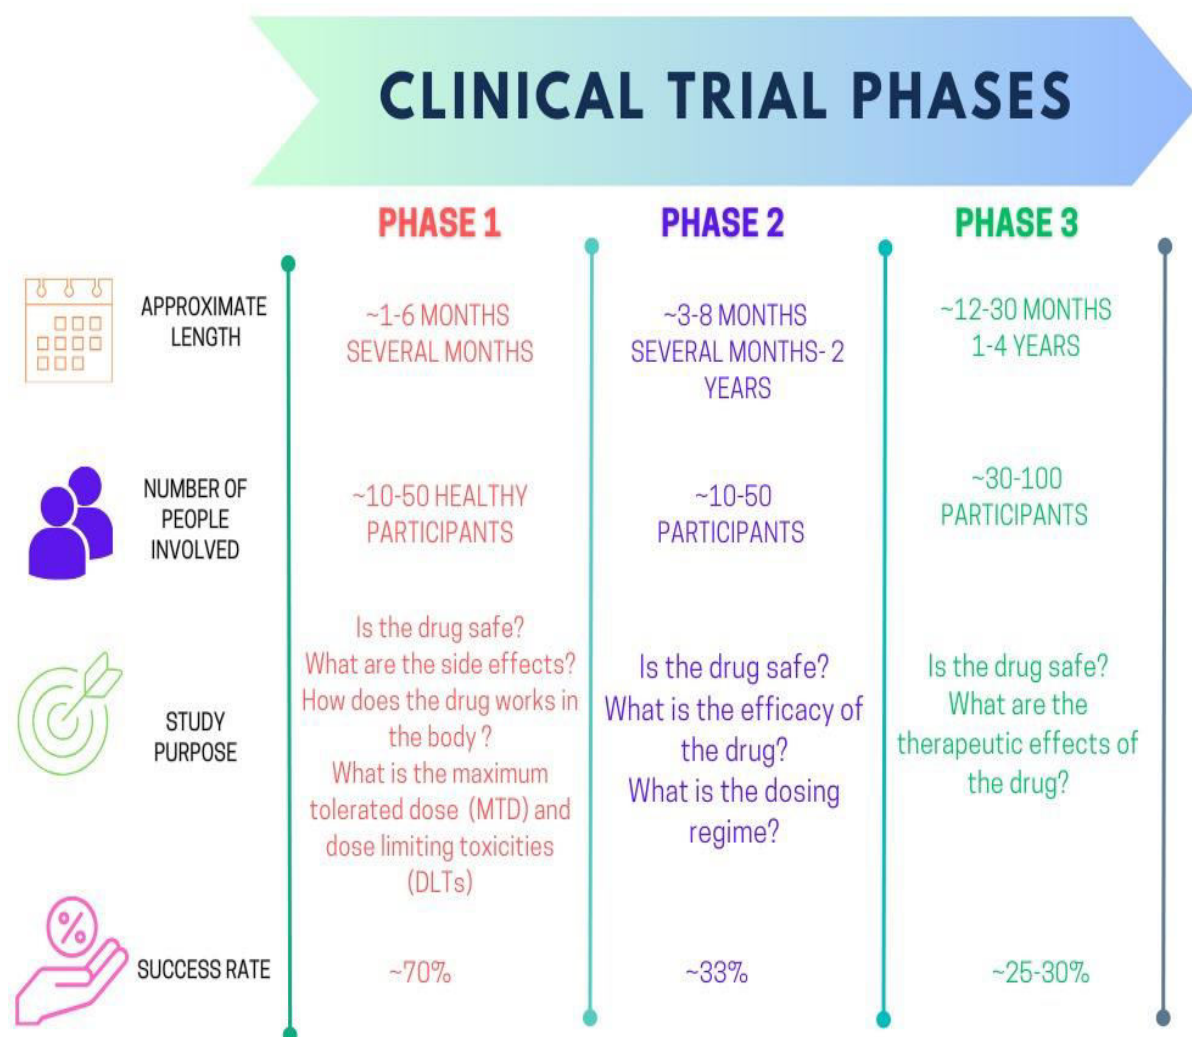 CLINICAL TRIAL PHASES
PHASE 1
PHASE 2
PHASE 3
APPROXIMATE
LENGTH
~1-6 MONTHS
SEVERAL MONTHS
~3-8 MONTHS
SEVERAL MONTHS- 2
YEARS
~12-30 MONTHS
1-4 YEARS
NUMBER OF
PEOPLE
INVOLVED
~10-50 HEALTHY
PARTICIPANTS
~10-50
PARTICIPANTS
~30-100
PARTICIPANTS
STUDY
PURPOSE
Is the drug safe?
What are the side effects?
How does the drug works in
the body ?
What is the maximum
tolerated dose (MTD) and
dose limiting toxicities
(DLTs)
Is the drug safe?
What is the efficacy of
the drug?
What is the dosing
regime?
Is the drug safe?
What are the
therapeutic effects of
the drug?
%
SUCCESS RATE
~70%
~33%
~25-30%